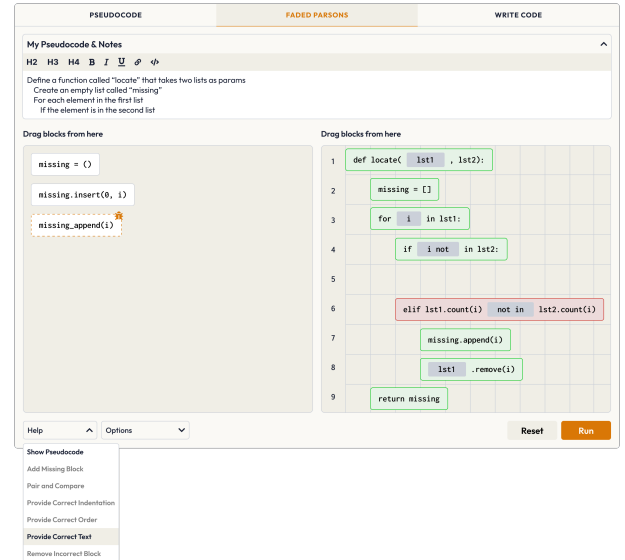 PSEUDOCODE
FADED PARSONS
WRITE CODE
My Pseudocode & Notes
H2 H3 H4 B I U </>
Define a function called “locate” that takes two lists as params
Create an empty list called “missing”
For each element in the first list
If the element is in the second list
Drag blocks from here
missing = ()
missing.insert(0, i)
missing_append(i)
Drag blocks from here
1 def locate( lst1 , lst2):
2 missing = []
3 for i in lst1:
4 if i not in lst2:
5
6 elif lst1.count(i) not in lst2.count(i)
7 missing.append(i)
8 lst1 .remove(i)
9 return missing
Help
Options
Reset
Run
Show Pseudocode
Add Missing Block
Pair and Compare
Provide Correct Indentation
Provide Correct Order
Provide Correct Text
Remove Incorrect Block